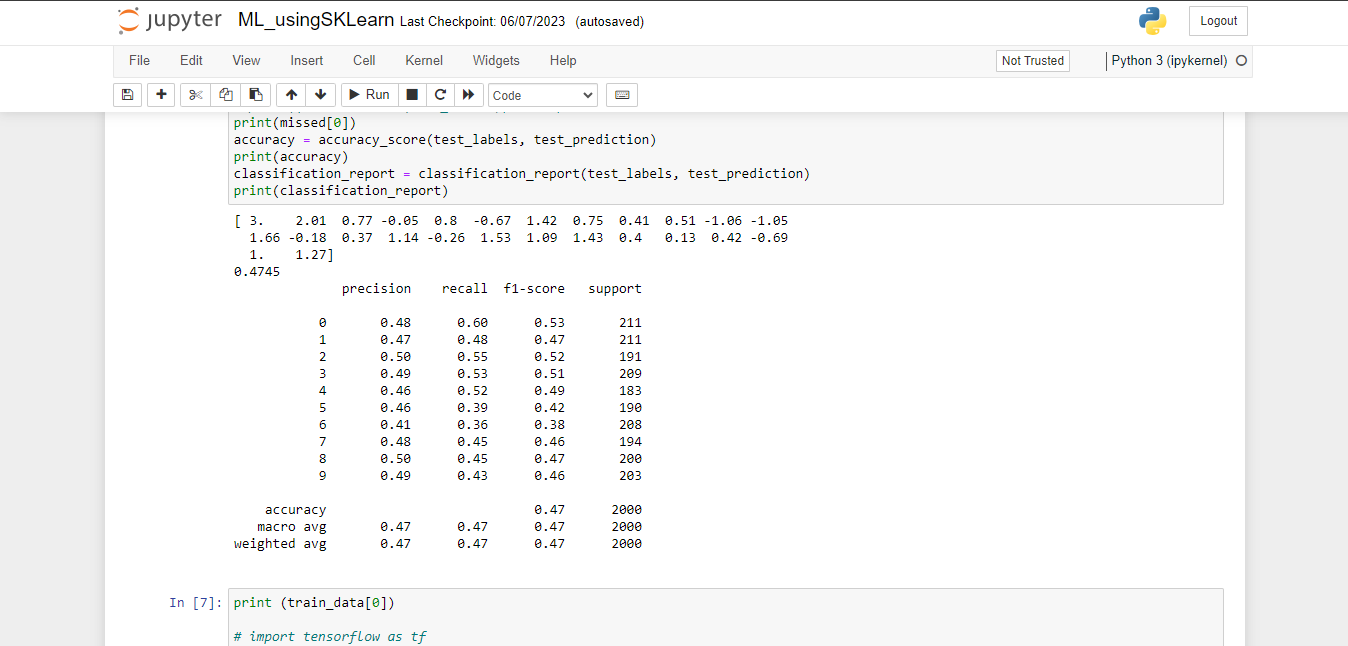 jupyter ML_usingSKLearn Last Checkpoint: 06/07/2023 (autosaved) Logout
File Edit View Insert Cell Kernel Widgets Help Not Trusted Python 3 (ipykernel)
Run Code
print(missed[0])
accuracy = accuracy_score(test_labels, test_prediction)
print(accuracy)
classification_report = classification_report(test_labels, test_prediction)
print(classification_report)
[ 3. 2.01 0.77 -0.05 0.8 -0.67 1.42 0.75 0.41 0.51 -1.06 -1.05
1.66 -0.18 0.37 1.14 -0.26 1.53 1.09 1.43 0.4 0.13 0.42 -0.69
1. 1.27]
0.4745
precision recall f1-score support
0 0.48 0.60 0.53 211
1 0.47 0.48 0.47 211
2 0.50 0.55 0.52 191
3 0.49 0.53 0.51 209
4 0.46 0.52 0.49 183
5 0.46 0.39 0.42 190
6 0.41 0.36 0.38 208
7 0.48 0.45 0.46 194
8 0.50 0.45 0.47 200
9 0.49 0.43 0.46 203
accuracy 0.47 2000
macro avg 0.47 0.47 0.47 2000
weighted avg 0.47 0.47 0.47 2000
In [7]: print (train_data[0])
# import tensorflow as tf